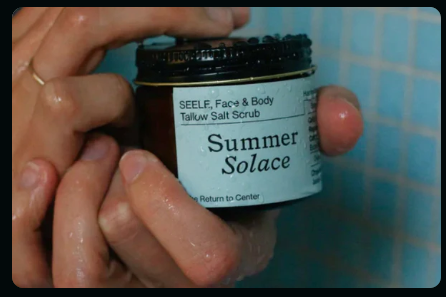 SEELF, Face & Body
Tallow Salt Scrub
Summer
Solace
Return to Center